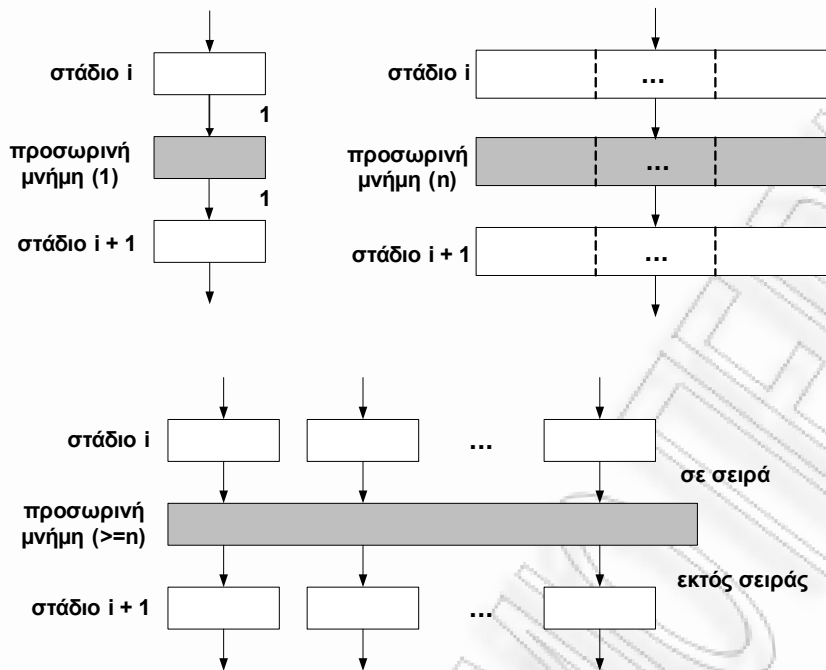 στάδιο i
1
προσωρινή
μνήμη (1)
1
στάδιο i + 1
στάδιο i
...
προσωρινή
μνήμη (n)
...
στάδιο i + 1
...
στάδιο i
...
σε σειρά
προσωρινή
μνήμη (>=n)
εκτός σειράς
στάδιο i + 1
...